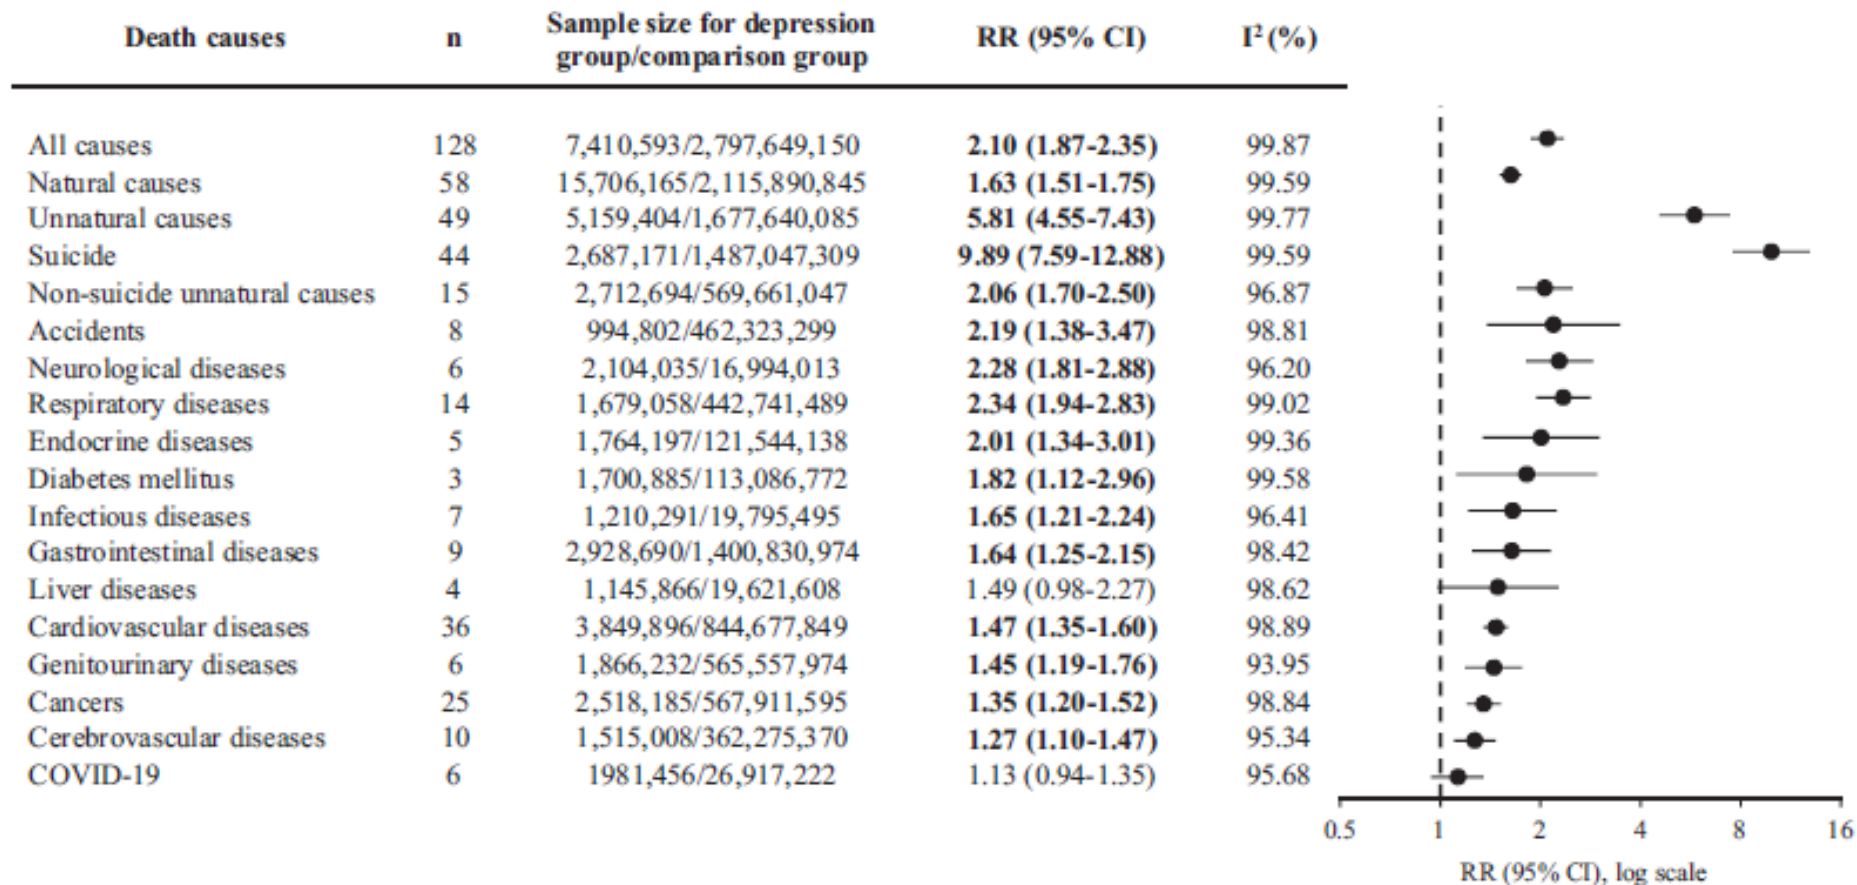 Death causes n Sample size for depression group/comparison group RR (95% CI) I² (%)
All causes 128 7,410,593/2,797,649,150 2.10 (1.87-2.35) 99.87
Natural causes 58 15,706,165/2,115,890,845 1.63 (1.51-1.75) 99.59
Unnatural causes 49 5,159,404/1,677,640,085 5.81 (4.55-7.43) 99.77
Suicide 44 2,687,171/1,487,047,309 9.89 (7.59-12.88) 99.59
Non-suicide unnatural causes 15 2,712,694/569,661,047 2.06 (1.70-2.50) 96.87
Accidents 8 994,802/462,323,299 2.19 (1.38-3.47) 98.81
Neurological diseases 6 2,104,035/16,994,013 2.28 (1.81-2.88) 96.20
Respiratory diseases 14 1,679,058/442,741,489 2.34 (1.94-2.83) 99.02
Endocrine diseases 5 1,764,197/121,544,138 2.01 (1.34-3.01) 99.36
Diabetes mellitus 3 1,700,885/113,086,772 1.82 (1.12-2.96) 99.58
Infectious diseases 7 1,210,291/19,795,495 1.65 (1.21-2.24) 96.41
Gastrointestinal diseases 9 2,928,690/1,400,830,974 1.64 (1.25-2.15) 98.42
Liver diseases 4 1,145,866/19,621,608 1.49 (0.98-2.27) 98.62
Cardiovascular diseases 36 3,849,896/844,677,849 1.47 (1.35-1.60) 98.89
Genitourinary diseases 6 1,866,232/565,557,974 1.45 (1.19-1.76) 93.95
Cancers 25 2,518,185/567,911,595 1.35 (1.20-1.52) 98.84
Cerebrovascular diseases 10 1,515,008/362,275,370 1.27 (1.10-1.47) 95.34
COVID-19 6 1981,456/26,917,222 1.13 (0.94-1.35) 95.68
0.5 1 2 4 8 16
RR (95% CI), log scale